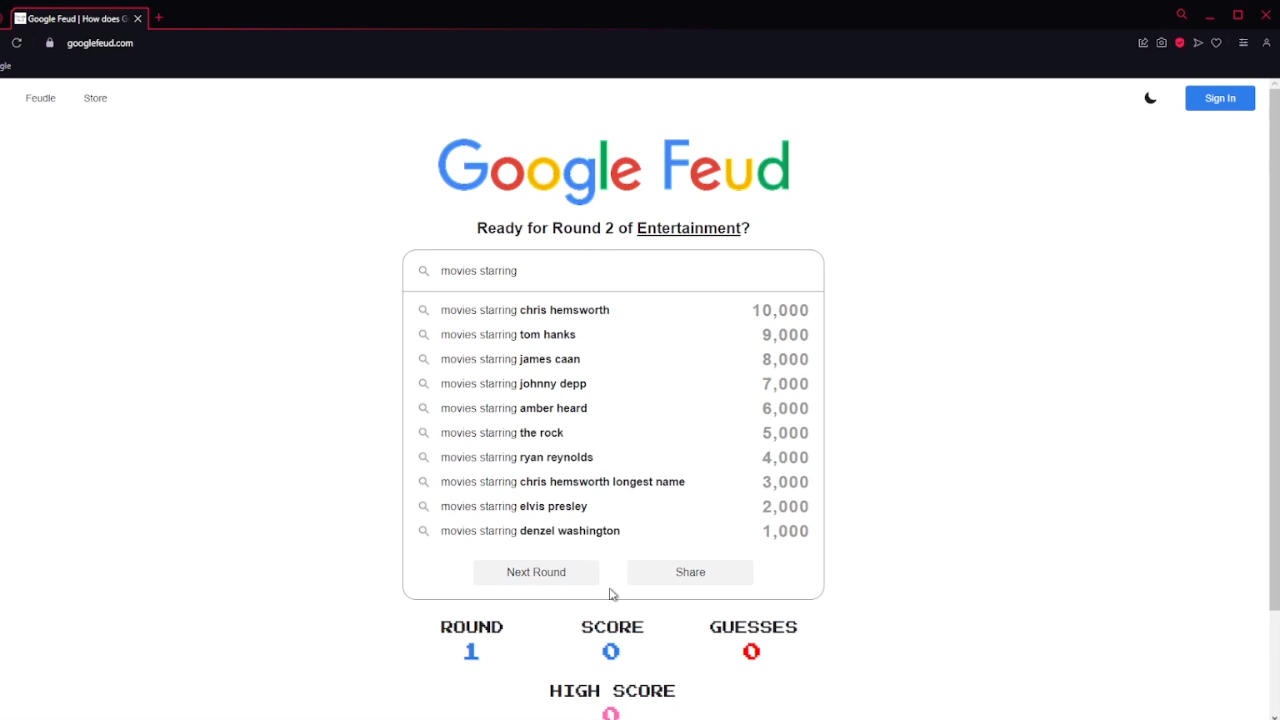 Google Feud | How does G
googlefeud.com
gle
Feudle Store Sign In
Google Feud
Ready for Round 2 of Entertainment?
movies starring
movies starring chris hemsworth 10,000
movies starring tom hanks 9,000
movies starring james caan 8,000
movies starring johnny depp 7,000
movies starring amber heard 6,000
movies starring the rock 5,000
movies starring ryan reynolds 4,000
movies starring chris hemsworth longest name 3,000
movies starring elvis presley 2,000
movies starring denzel washington 1,000
Next Round Share
ROUND SCORE GUESSES
1 0 0
HIGH SCORE
0